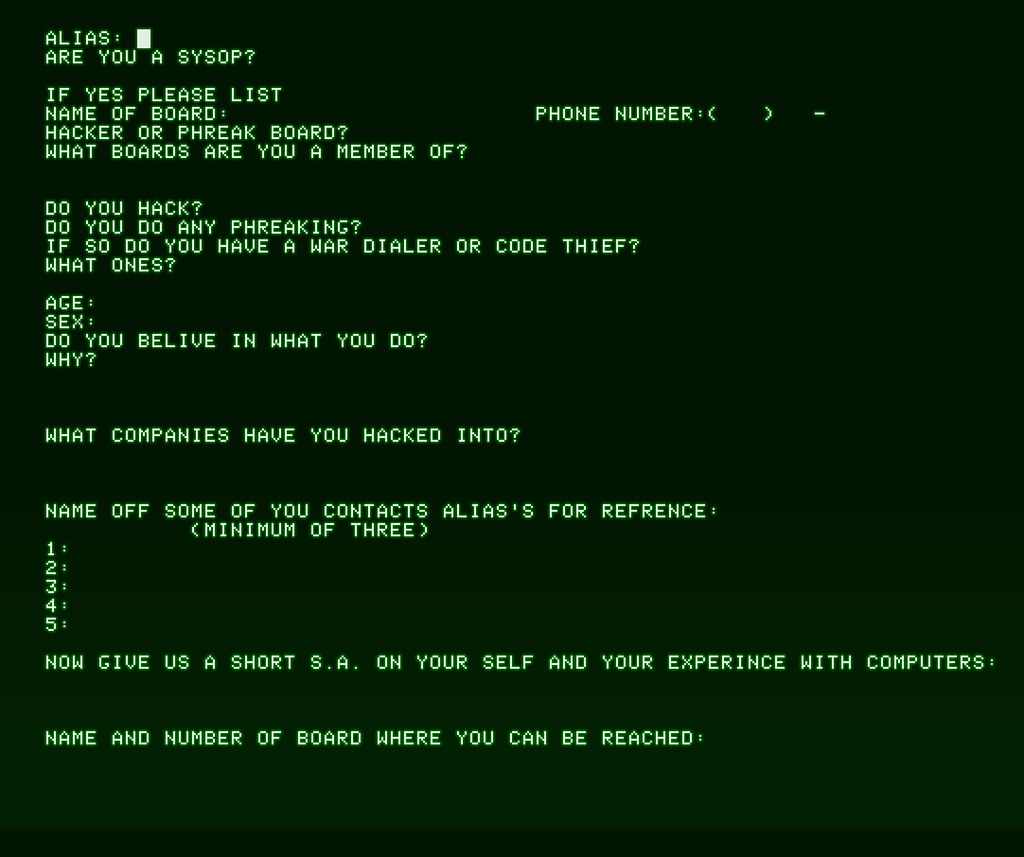 ALIAS:
ARE YOU A SYSOP?
IF YES PLEASE LIST
NAME OF BOARD: PHONE NUMBER:(   )   -
HACKER OR PHREAK BOARD?
WHAT BOARDS ARE YOU A MEMBER OF?
DO YOU HACK?
DO YOU DO ANY PHREAKING?
IF SO DO YOU HAVE A WAR DIALER OR CODE THIEF?
WHAT ONES?
AGE:
SEX:
DO YOU BELIVE IN WHAT YOU DO?
WHY?
WHAT COMPANIES HAVE YOU HACKED INTO?
NAME OFF SOME OF YOU CONTACTS ALIAS'S FOR REFRENCE:
(MINIMUM OF THREE)
1:
2:
3:
4:
5:
NOW GIVE US A SHORT S.A. ON YOUR SELF AND YOUR EXPERINCE WITH COMPUTERS:
NAME AND NUMBER OF BOARD WHERE YOU CAN BE REACHED: